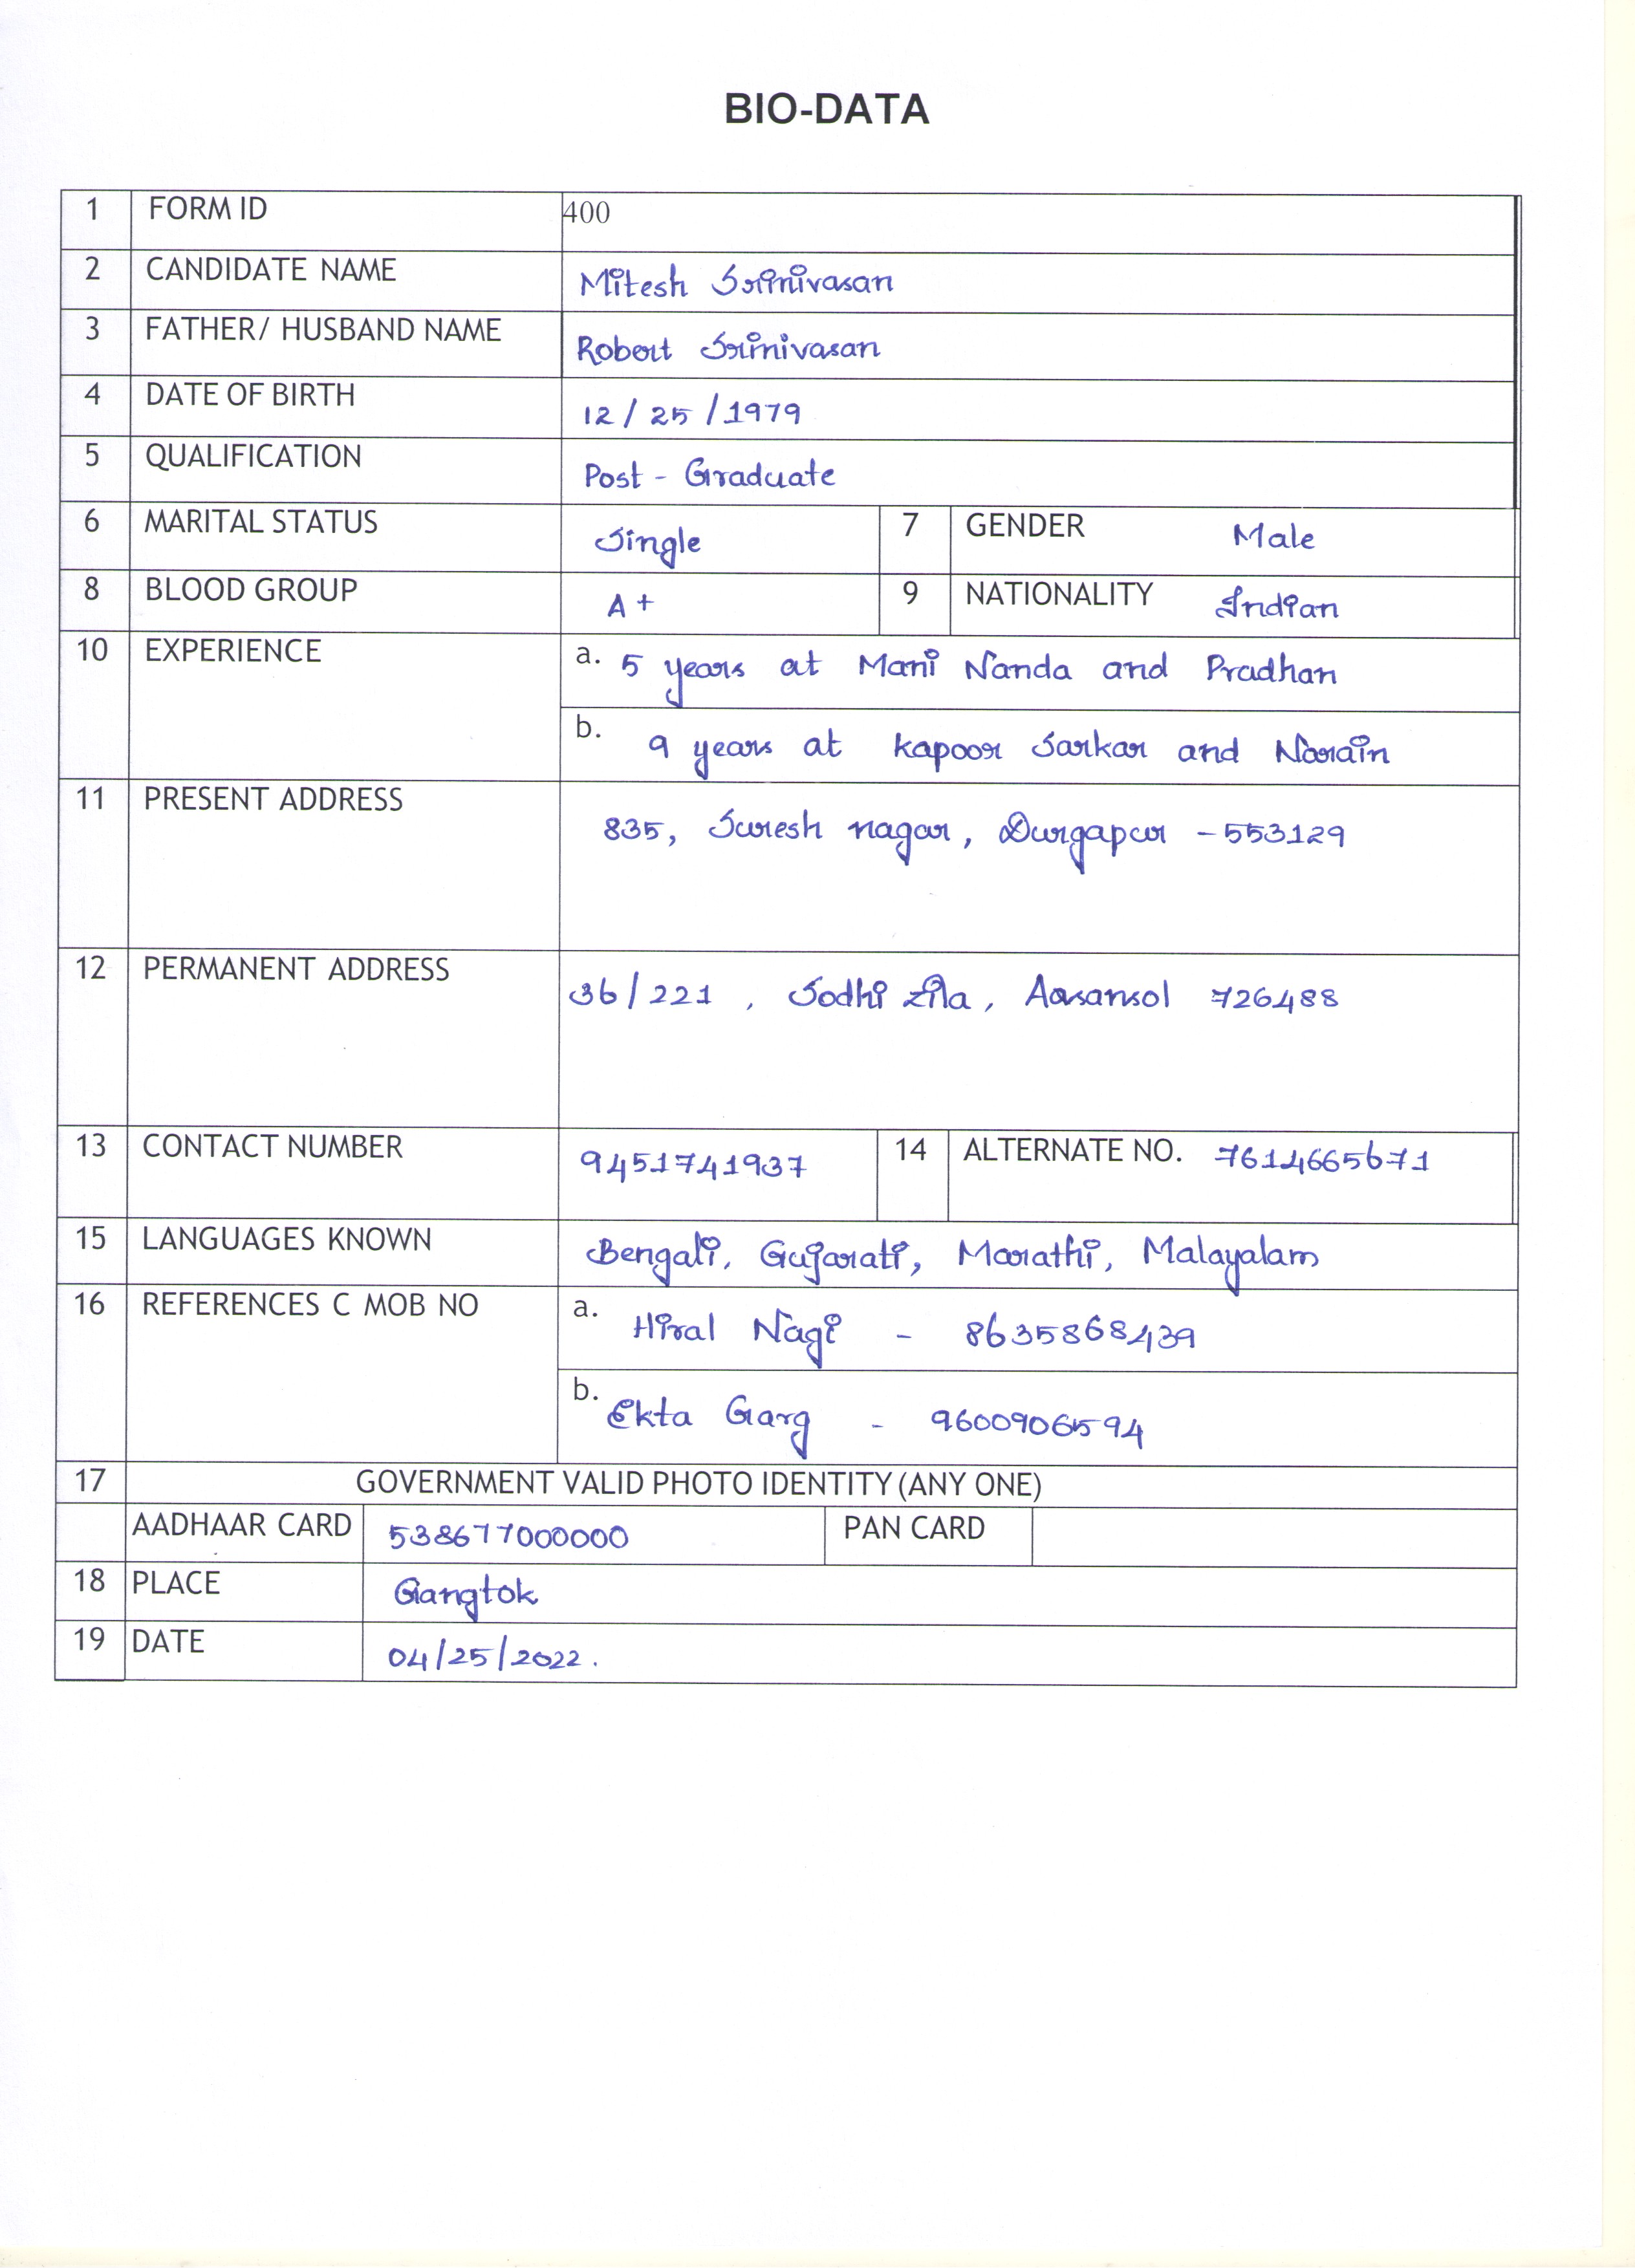 BIO-DATA
1 FORM ID 400
2 CANDIDATE NAME Mitesh Srinivasan
3 FATHER/ HUSBAND NAME Robert Srinivasan
4 DATE OF BIRTH 12/25/1979
5 QUALIFICATION Post - Graduate
6 MARITAL STATUS Single 7 GENDER Male
8 BLOOD GROUP A+ 9 NATIONALITY Indian
10 EXPERIENCE a. 5 years at Mani Nanda and Pradhan
b. 9 years at kapoor Sarkar and Narain
11 PRESENT ADDRESS 835, Suresh nagar, Durgapur - 553129
12 PERMANENT ADDRESS 36/221, Sodhi Zila, Aasansol 726488
13 CONTACT NUMBER 9451741937 14 ALTERNATE NO. 7614665671
15 LANGUAGES KNOWN Bengali, Gujarati, Marathi, Malayalam
16 REFERENCES C MOB NO a. Hiral Nagi - 8635868439
b. Ekta Garg - 9600906594
17 GOVERNMENT VALID PHOTO IDENTITY (ANY ONE)
AADHAAR CARD 538677000000 PAN CARD
18 PLACE Gangtok
19 DATE 04/25/2022.